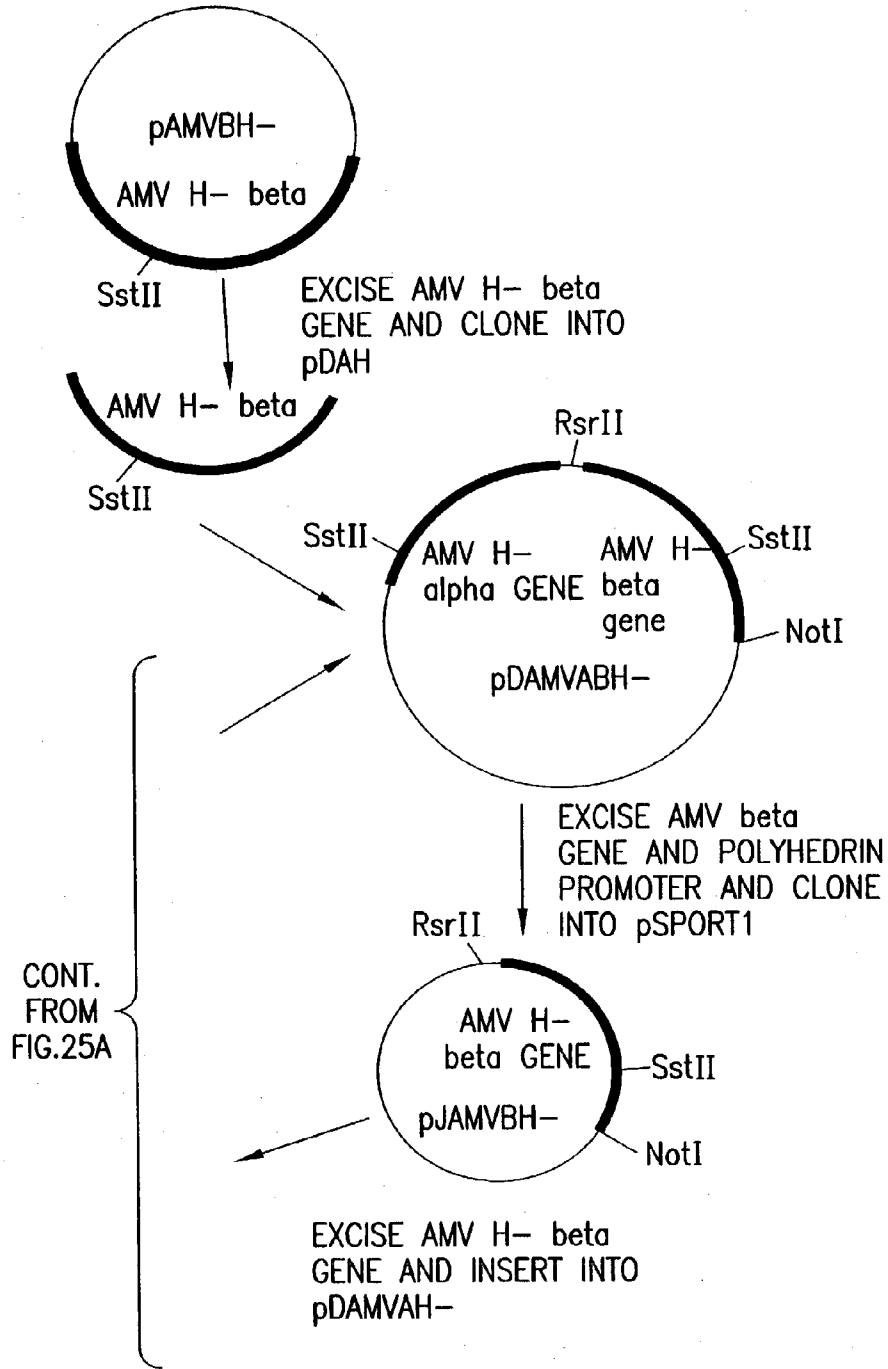 pAMVBH–
AMV H– beta
SstII
EXCISE AMV H– beta
GENE AND CLONE INTO
pDAH
AMV H– beta
SstII
RsrII
SstII
AMV H–
alpha GENE
AMV H–
beta
gene
SstII
NotI
pDAMVABH–
EXCISE AMV beta
GENE AND POLYHEDRIN
PROMOTER AND CLONE
INTO pSPORT1
RsrII
CONT.
FROM
FIG.25A
AMV H–
beta GENE
SstII
pJAMVBH–
NotI
EXCISE AMV H– beta
GENE AND INSERT INTO
pDAMVAH–